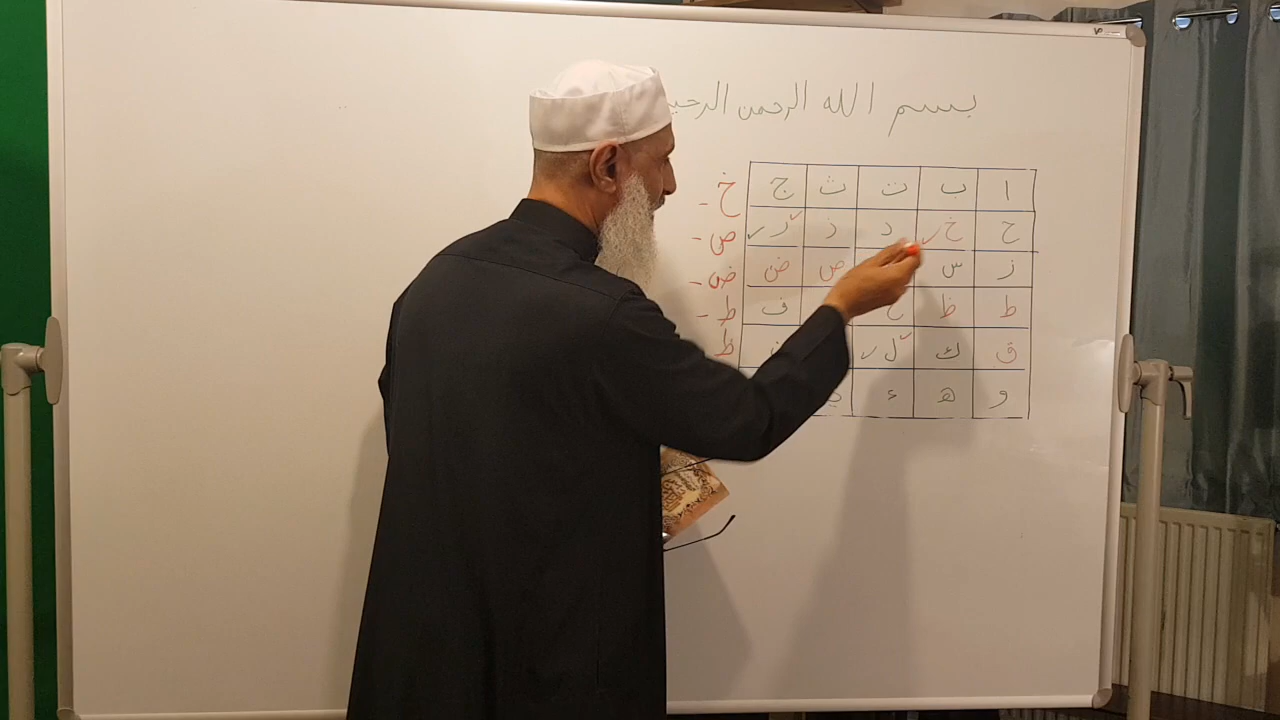 بسم الله الرحمن
ا ب ت ث ج خ -
ح خ د ذ ر ص -
ز س ص ض ض -
ط ظ ف ط -
ق ك ل ظ
و ه ء